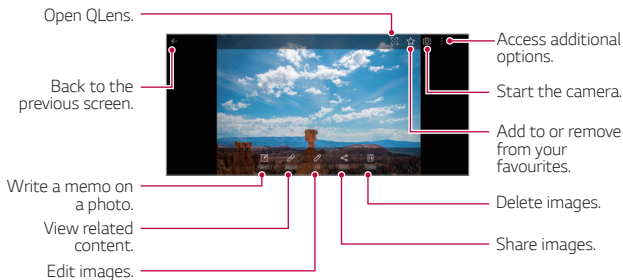 Open QLens.
Back to the
previous screen.
Write a memo on
a photo.
View related
content.
Edit images.
Access additional
options.
Start the camera.
Add to or remove
from your
favourites.
Delete images.
Share images.